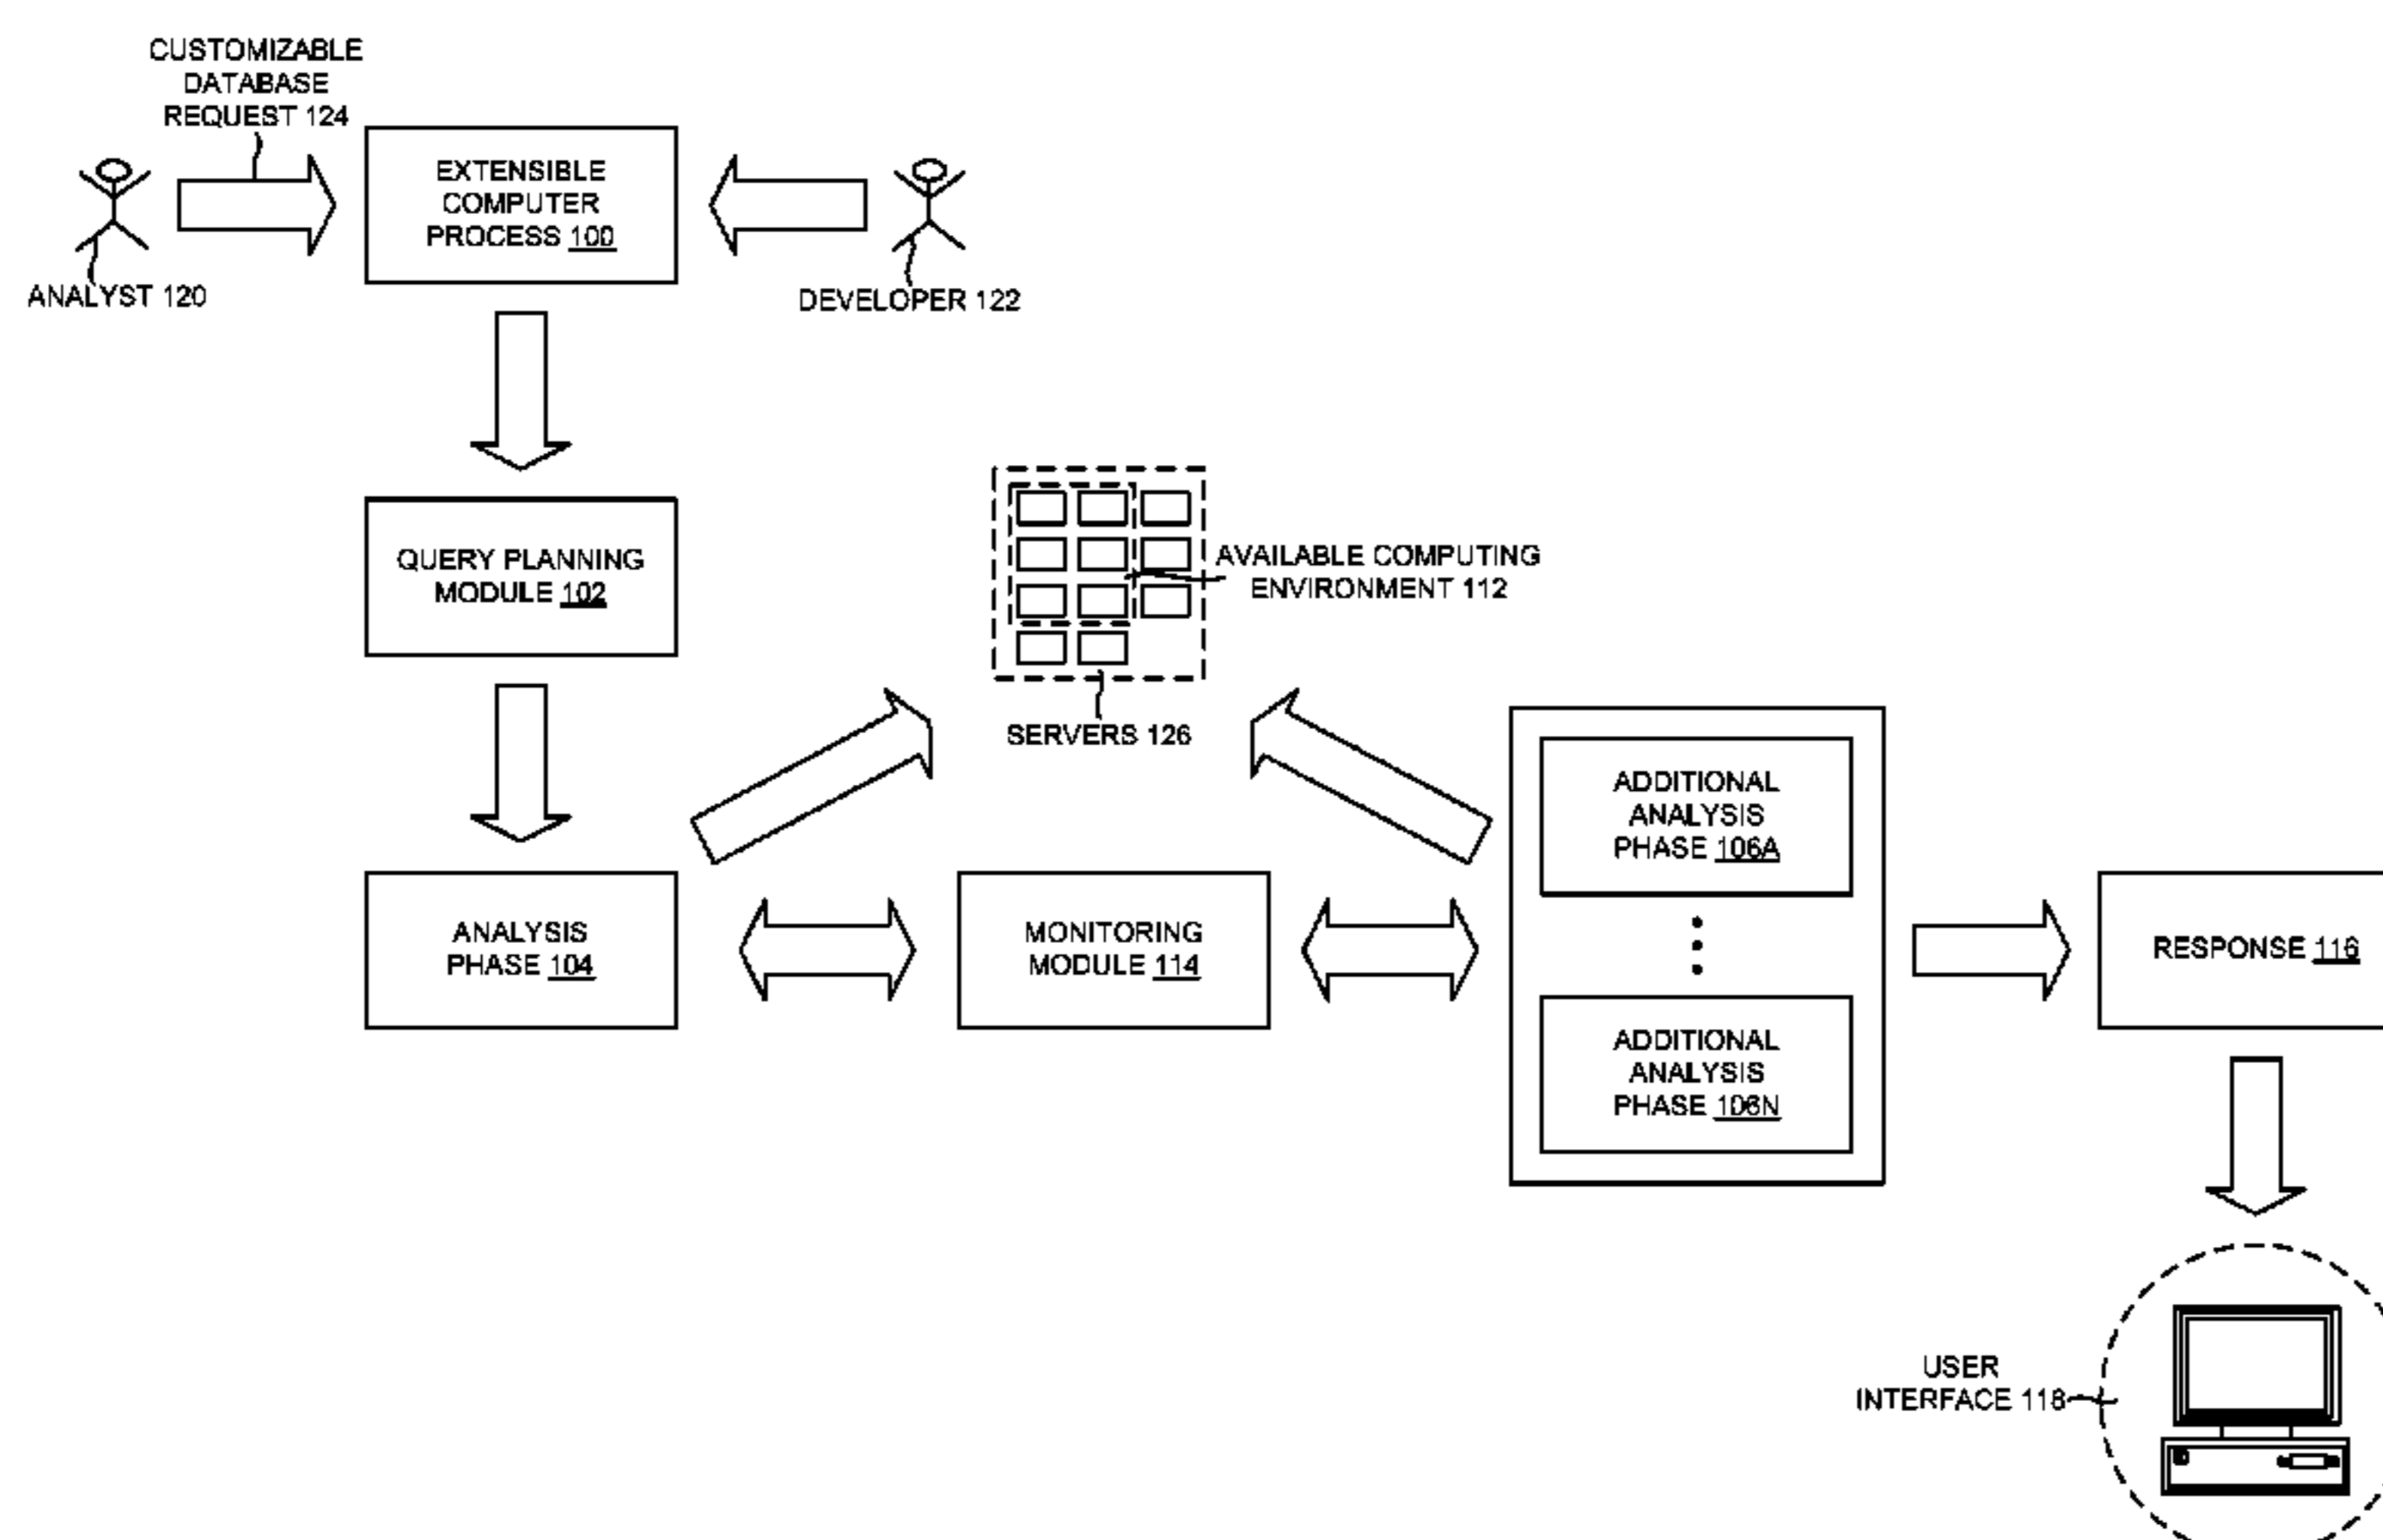 CUSTOMIZABLE
DATABASE
REQUEST 124
EXTENSIBLE
COMPUTER
PROCESS 100
ANALYST 120
DEVELOPER 122
QUERY PLANNING
MODULE 102
AVAILABLE COMPUTING
ENVIRONMENT 112
SERVERS 126
ADDITIONAL
ANALYSIS
PHASE 106A
ANALYSIS
PHASE 104
MONITORING
MODULE 114
RESPONSE 116
ADDITIONAL
ANALYSIS
PHASE 106N
USER
INTERFACE 118